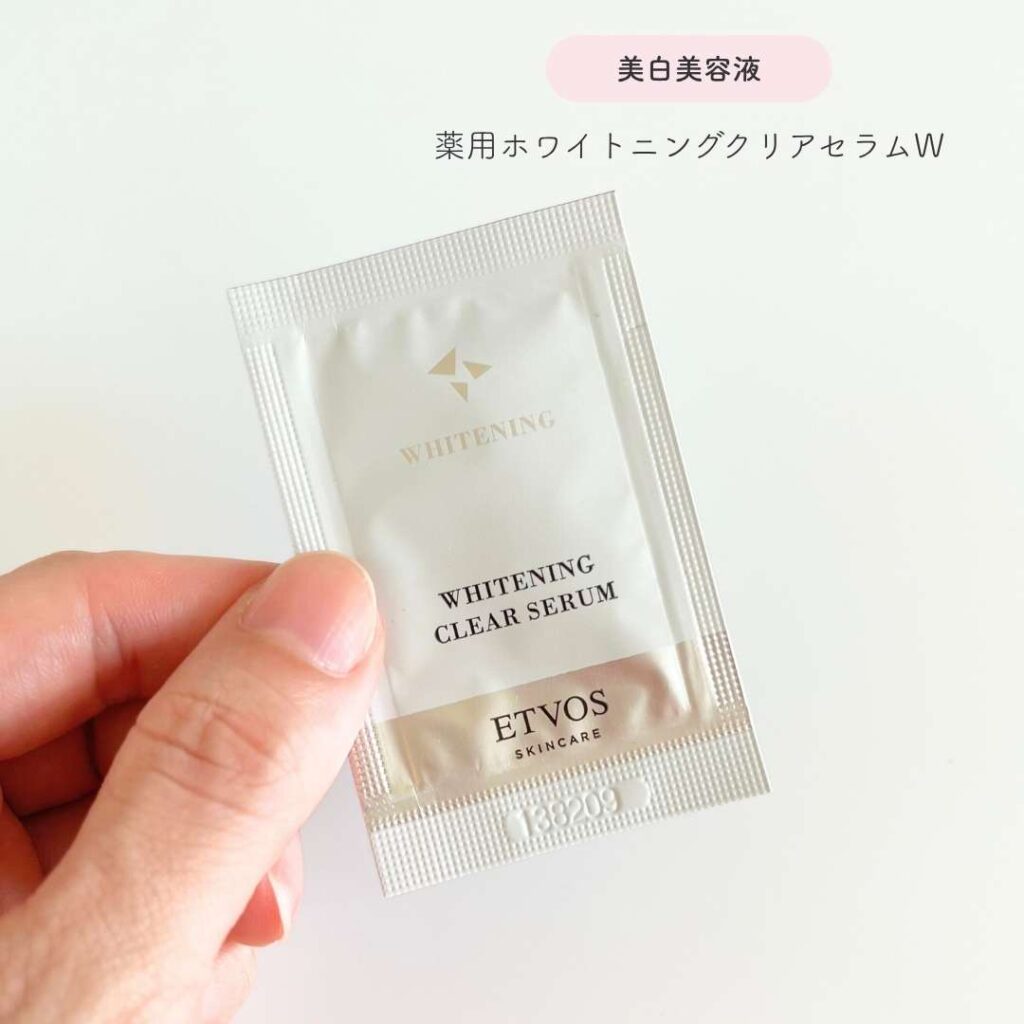 美白美容液
薬用ホワイトニングクリアセラムW
WHITENING
WHITENING
CLEAR SERUM
ETVOS
SKINCARE
138209